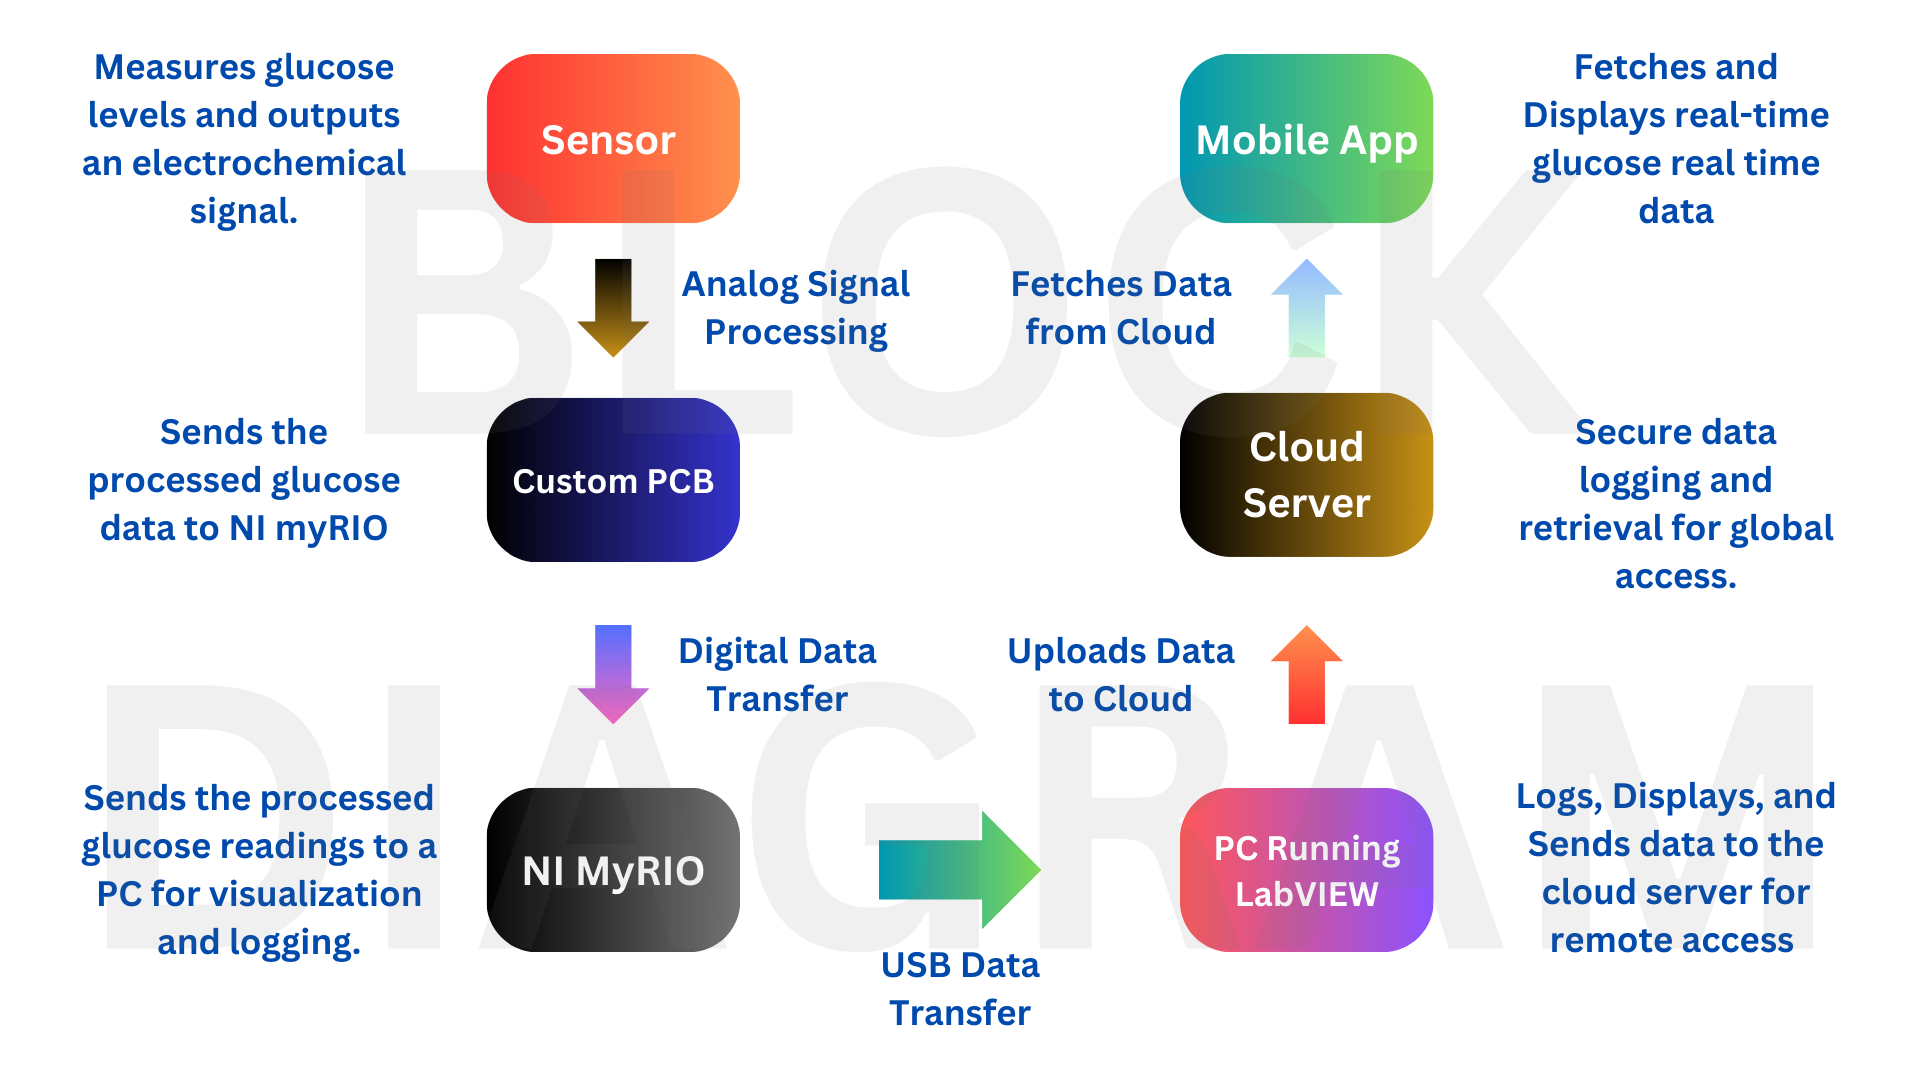 BLOCK
DIAGRAM
Measures glucose
levels and outputs
an electrochemical
signal.
Sensor
Analog Signal
Processing
Sends the
processed glucose
data to NI myRIO
Custom PCB
Digital Data
Transfer
Sends the processed
glucose readings to a
PC for visualization
and logging.
NI MyRIO
USB Data
Transfer
PC Running
LabVIEW
Logs, Displays, and
Sends data to the
cloud server for
remote access
Uploads Data
to Cloud
Cloud
Server
Secure data
logging and
retrieval for global
access.
Fetches Data
from Cloud
Mobile App
Fetches and
Displays real-time
glucose real time
data